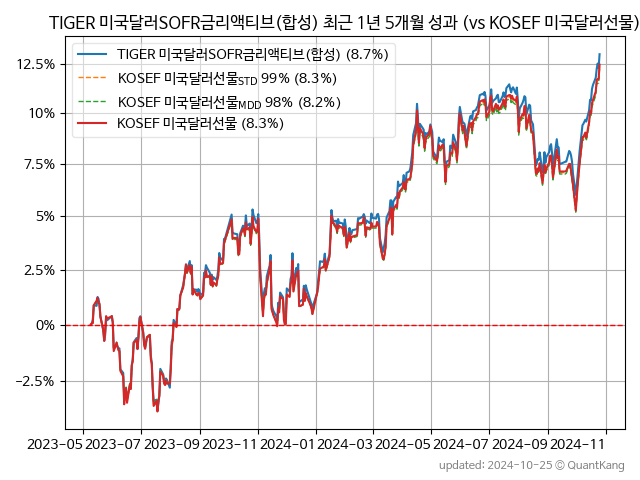 TIGER 미국달러SOFR금리액티브(합성) 최근 1년 5개월 성과 (vs KOSEF 미국달러선물)
TIGER 미국달러SOFR금리액티브(합성) (8.7%)
KOSEF 미국달러선물STD 99% (8.3%)
KOSEF 미국달러선물MDD 98% (8.2%)
KOSEF 미국달러선물 (8.3%)
12.5%
10%
7.5%
5%
2.5%
0%
−2.5%
2023-05 2023-07 2023-09 2023-11 2024-01 2024-03 2024-05 2024-07 2024-09 2024-11
updated: 2024-10-25 © QuantKang